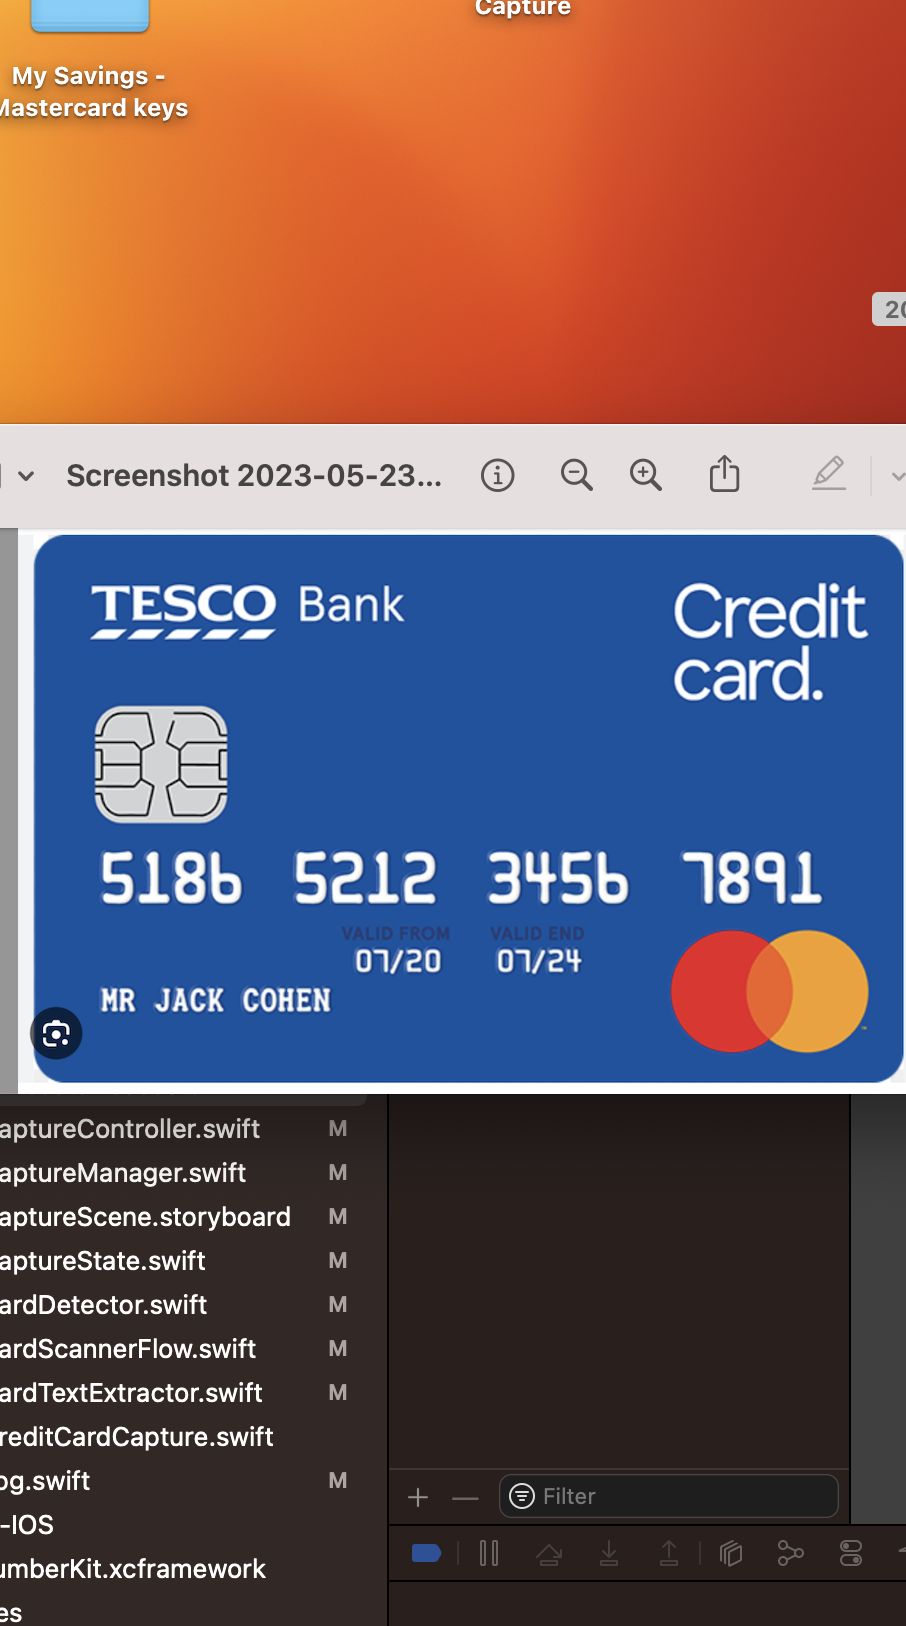 Capture
My Savings -
Mastercard keys
20
Screenshot 2023-05-23...
TESCO Bank
Credit
card.
5186 5212 3456 7891
VALID FROM VALID END
07/20 07/24
MR JACK COHEN
aptureController.swift M
aptureManager.swift M
aptureScene.storyboard M
aptureState.swift M
ardDetector.swift M
ardScannerFlow.swift M
ardTextExtractor.swift M
reditCardCapture.swift
og.swift M
-IOS
umberKit.xcframework
es
Filter